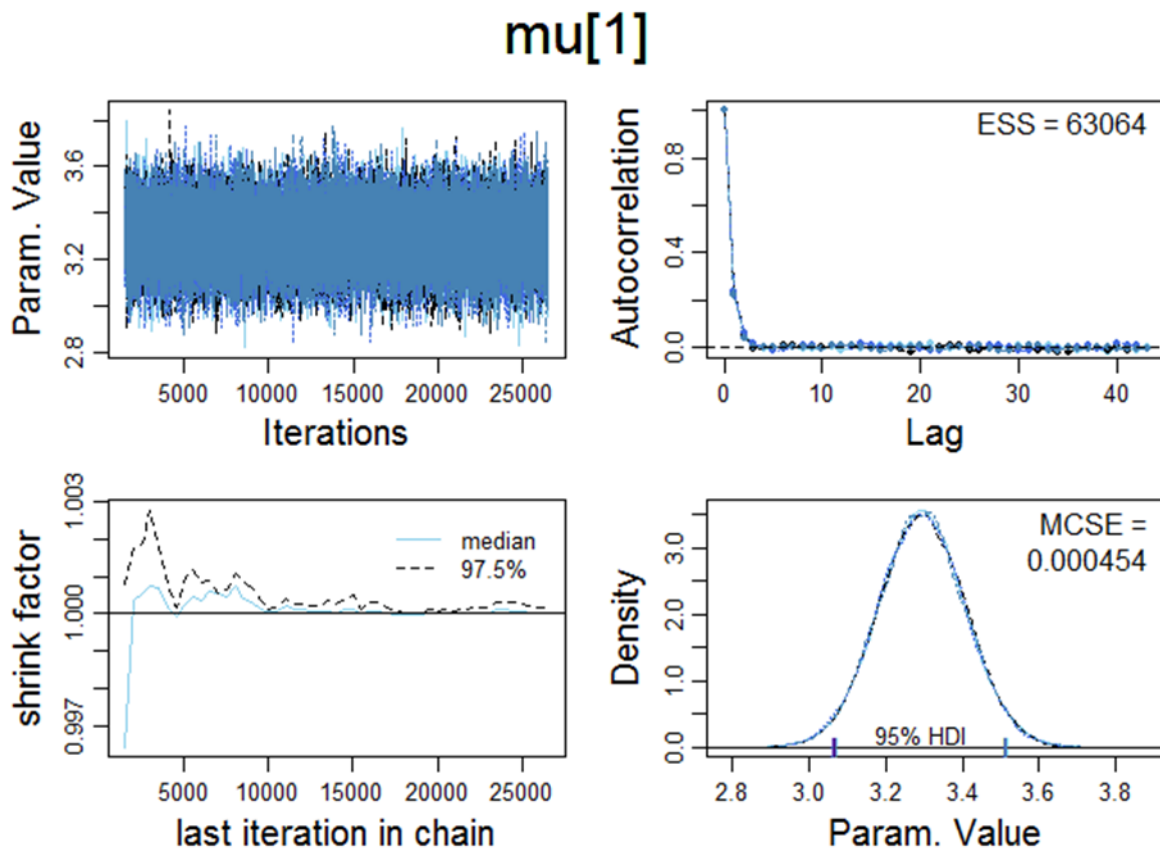 mu[1]
Param. Value
2.8 3.2 3.6
5000 10000 15000 20000 25000
Iterations
Autocorrelation
0.0 0.4 0.8
ESS = 63064
0 10 20 30 40
Lag
shrink factor
0.997 1.000 1.003
median
97.5%
5000 10000 15000 20000 25000
last iteration in chain
Density
0.0 1.0 2.0 3.0
MCSE =
0.000454
95% HDI
2.8 3.0 3.2 3.4 3.6 3.8
Param. Value